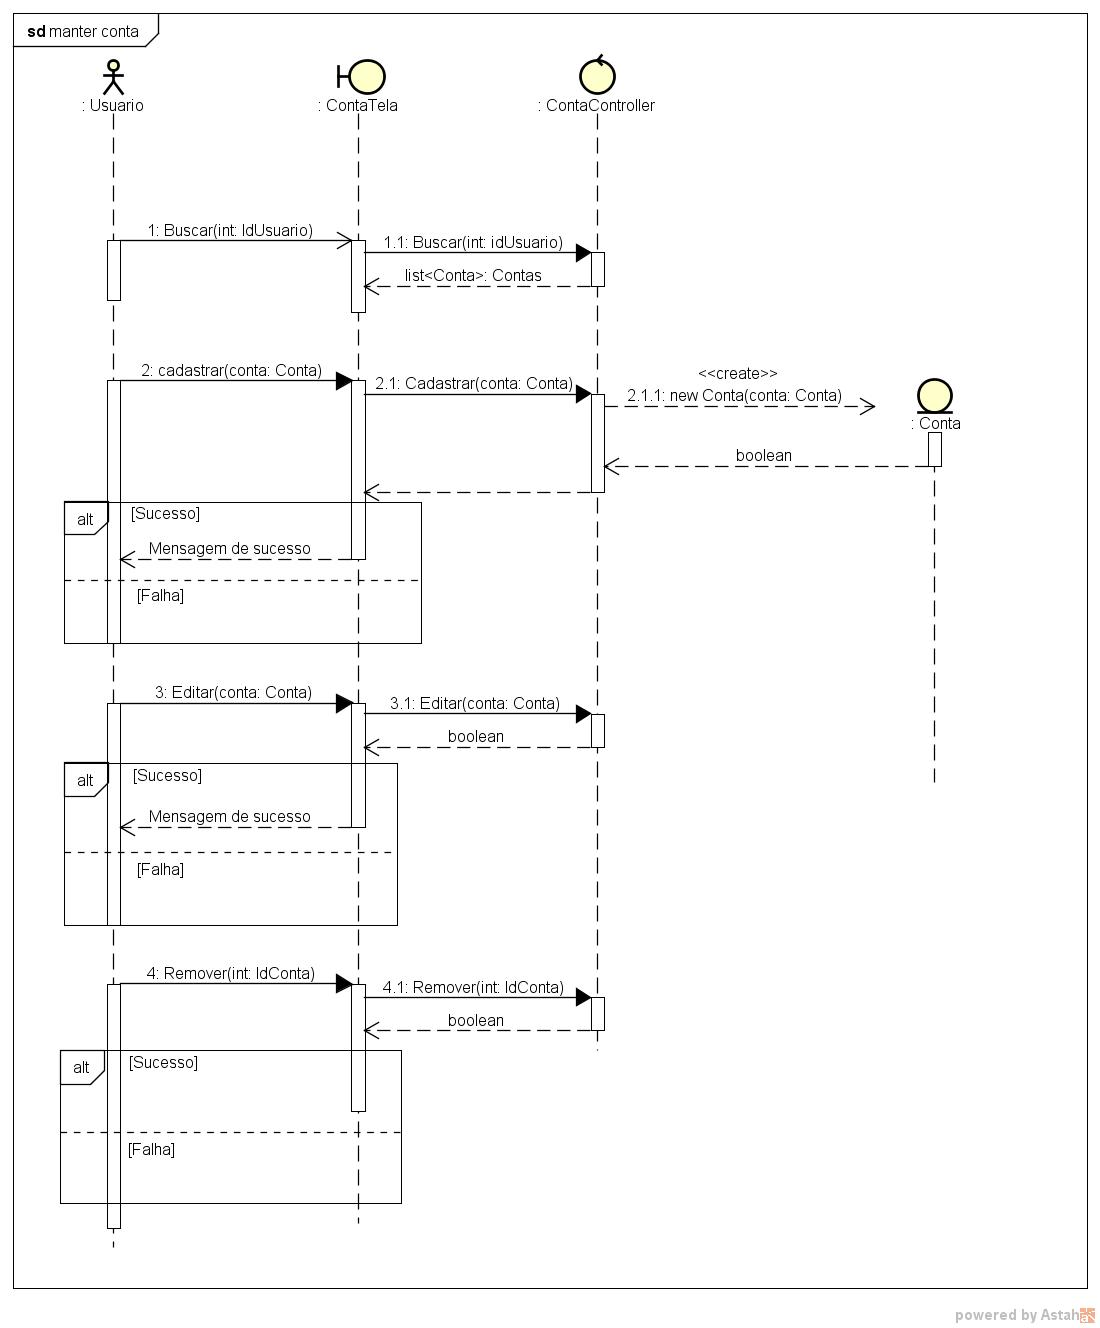 sd manter conta
: Usuario
: ContaTela
: ContaController
1: Buscar(int: IdUsuario)
1.1: Buscar(int: idUsuario)
list<Conta>: Contas
<<create>>
2: cadastrar(conta: Conta)
2.1: Cadastrar(conta: Conta)
2.1.1: new Conta(conta: Conta)
: Conta
boolean
alt
[Sucesso]
Mensagem de sucesso
[Falha]
3: Editar(conta: Conta)
3.1: Editar(conta: Conta)
boolean
alt
[Sucesso]
Mensagem de sucesso
[Falha]
4: Remover(int: IdConta)
4.1: Remover(int: IdConta)
boolean
alt
[Sucesso]
[Falha]
powered by Astah